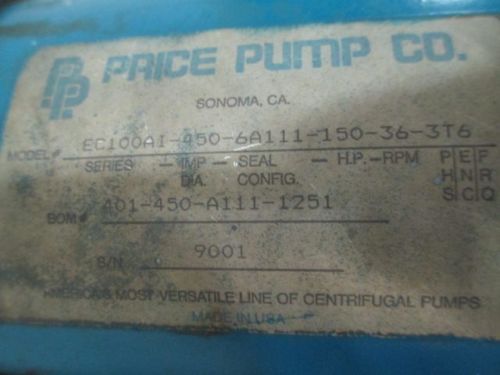 PP PRICE PUMP CO.
SONOMA, CA.
MODEL# EC100AI-450-6A111-150-36-3T6
SERIES - IMP - SEAL - H.P. - RPM P E F
DIA. CONFIG. H N R
S C Q
BOM# 401-450-A111-1251
S/N 9001
AMERICA'S MOST VERSATILE LINE OF CENTRIFUGAL PUMPS
MADE IN USA